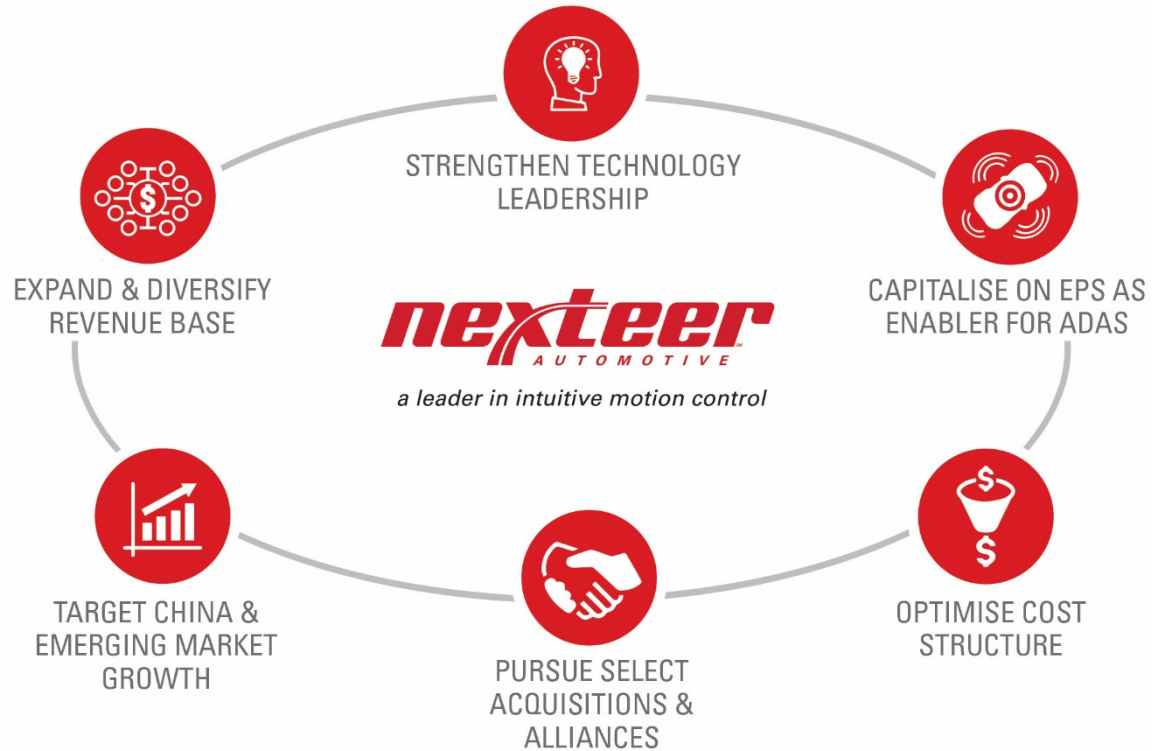 STRENGTHEN TECHNOLOGY
LEADERSHIP
$
EXPAND & DIVERSIFY
REVENUE BASE
CAPITALISE ON EPS AS
ENABLER FOR ADAS
nexteer
AUTOMOTIVE
a leader in intuitive motion control
$
$
TARGET CHINA &
EMERGING MARKET
GROWTH
OPTIMISE COST
STRUCTURE
PURSUE SELECT
ACQUISITIONS &
ALLIANCES